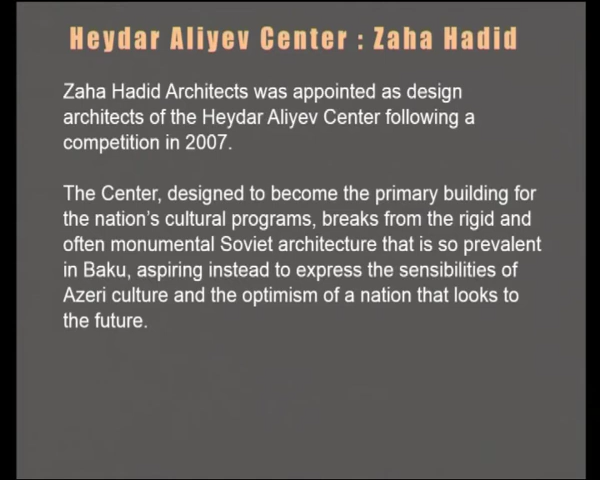 Heydar Aliyev Center : Zaha Hadid
Zaha Hadid Architects was appointed as design
architects of the Heydar Aliyev Center following a
competition in 2007.
The Center, designed to become the primary building for
the nation's cultural programs, breaks from the rigid and
often monumental Soviet architecture that is so prevalent
in Baku, aspiring instead to express the sensibilities of
Azeri culture and the optimism of a nation that looks to
the future.